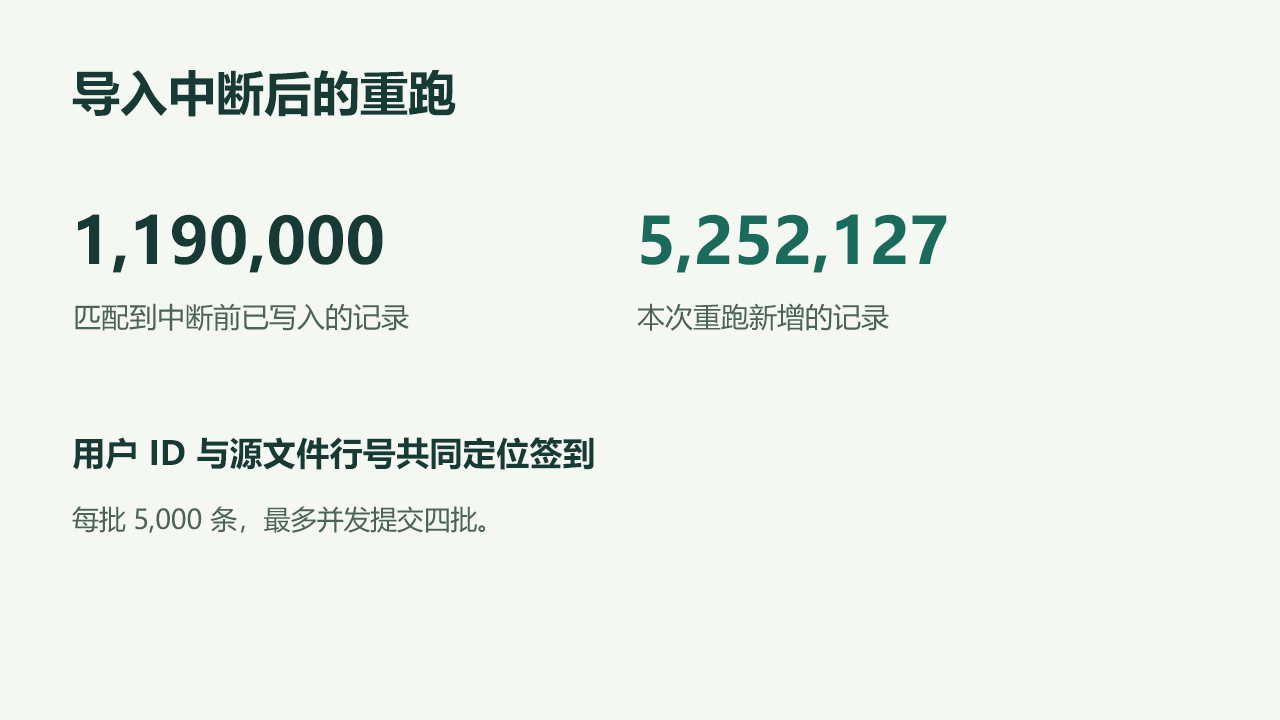 导入中断后的重跑
1,190,000
匹配到中断前已写入的记录
5,252,127
本次重跑新增的记录
用户 ID 与源文件行号共同定位签到
每批 5,000 条，最多并发提交四批。